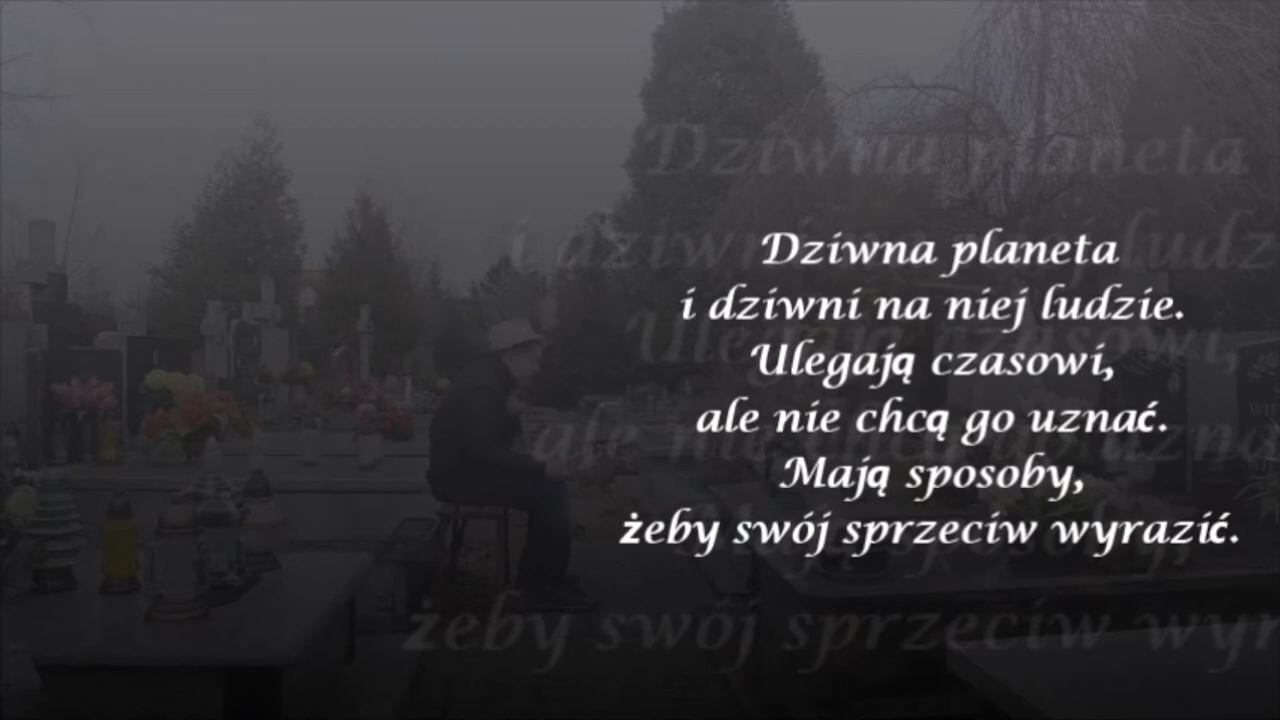 Dziwna planeta
i dziwni na niej ludzie.
Ulegają czasowi,
ale nie chcą go uznać.
Mają sposoby,
żeby swój sprzeciw wyrazić.